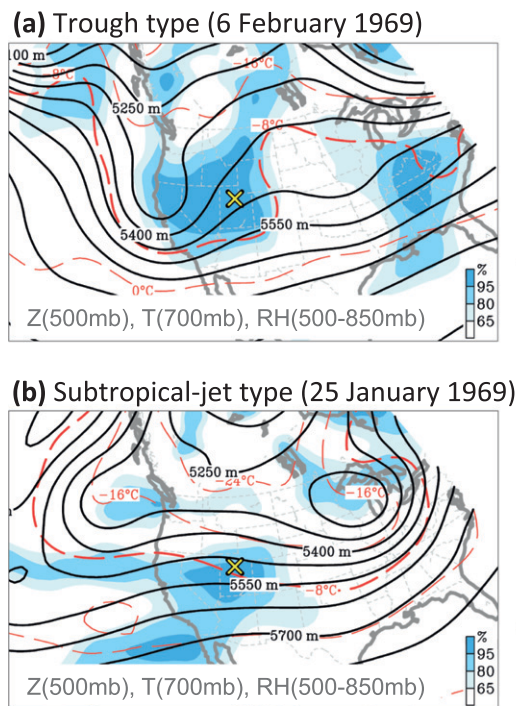 (a) Trough type (6 February 1969)
100 m
-8°C
-16°C
5250 m
-8°C
5400 m
5550 m
0°C
%
95
80
65
Z(500mb), T(700mb), RH(500-850mb)
(b) Subtropical-jet type (25 January 1969)
5250 m
-24°C
-16°C
-16°C
5400 m
5550 m
-8°C
5700 m
%
95
80
65
Z(500mb), T(700mb), RH(500-850mb)